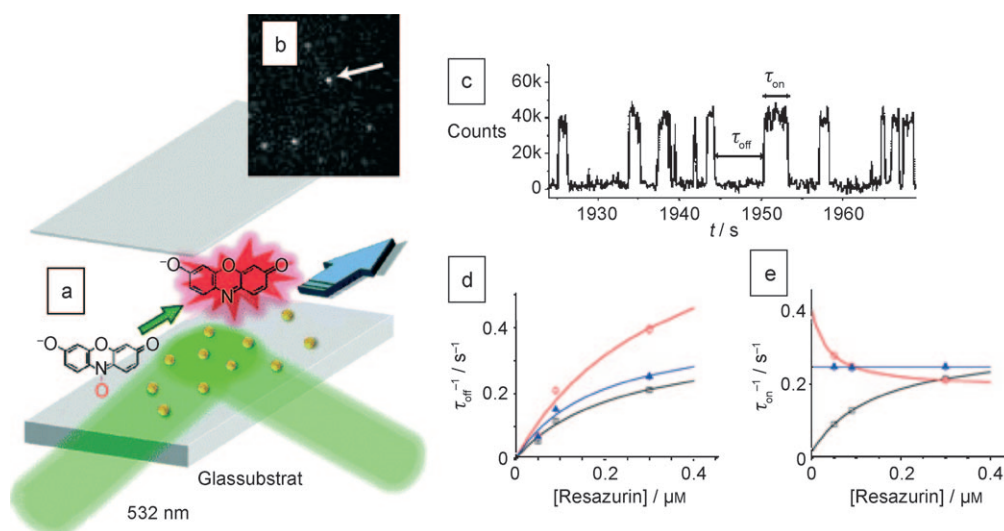 b
a
⁻O
O
O
N
⁻O
O
O
N
O
Glassubstrat
532 nm
c
Counts
60k
40k
20k
0
τon
τoff
1930 1940 1950 1960
t / s
d
τoff⁻¹ / s⁻¹
0.4
0.2
0
0 0.2 0.4
[Resazurin] / µM
e
τon⁻¹ / s⁻¹
0.4
0.2
0.0
0 0.2 0.4
[Resazurin] / µM